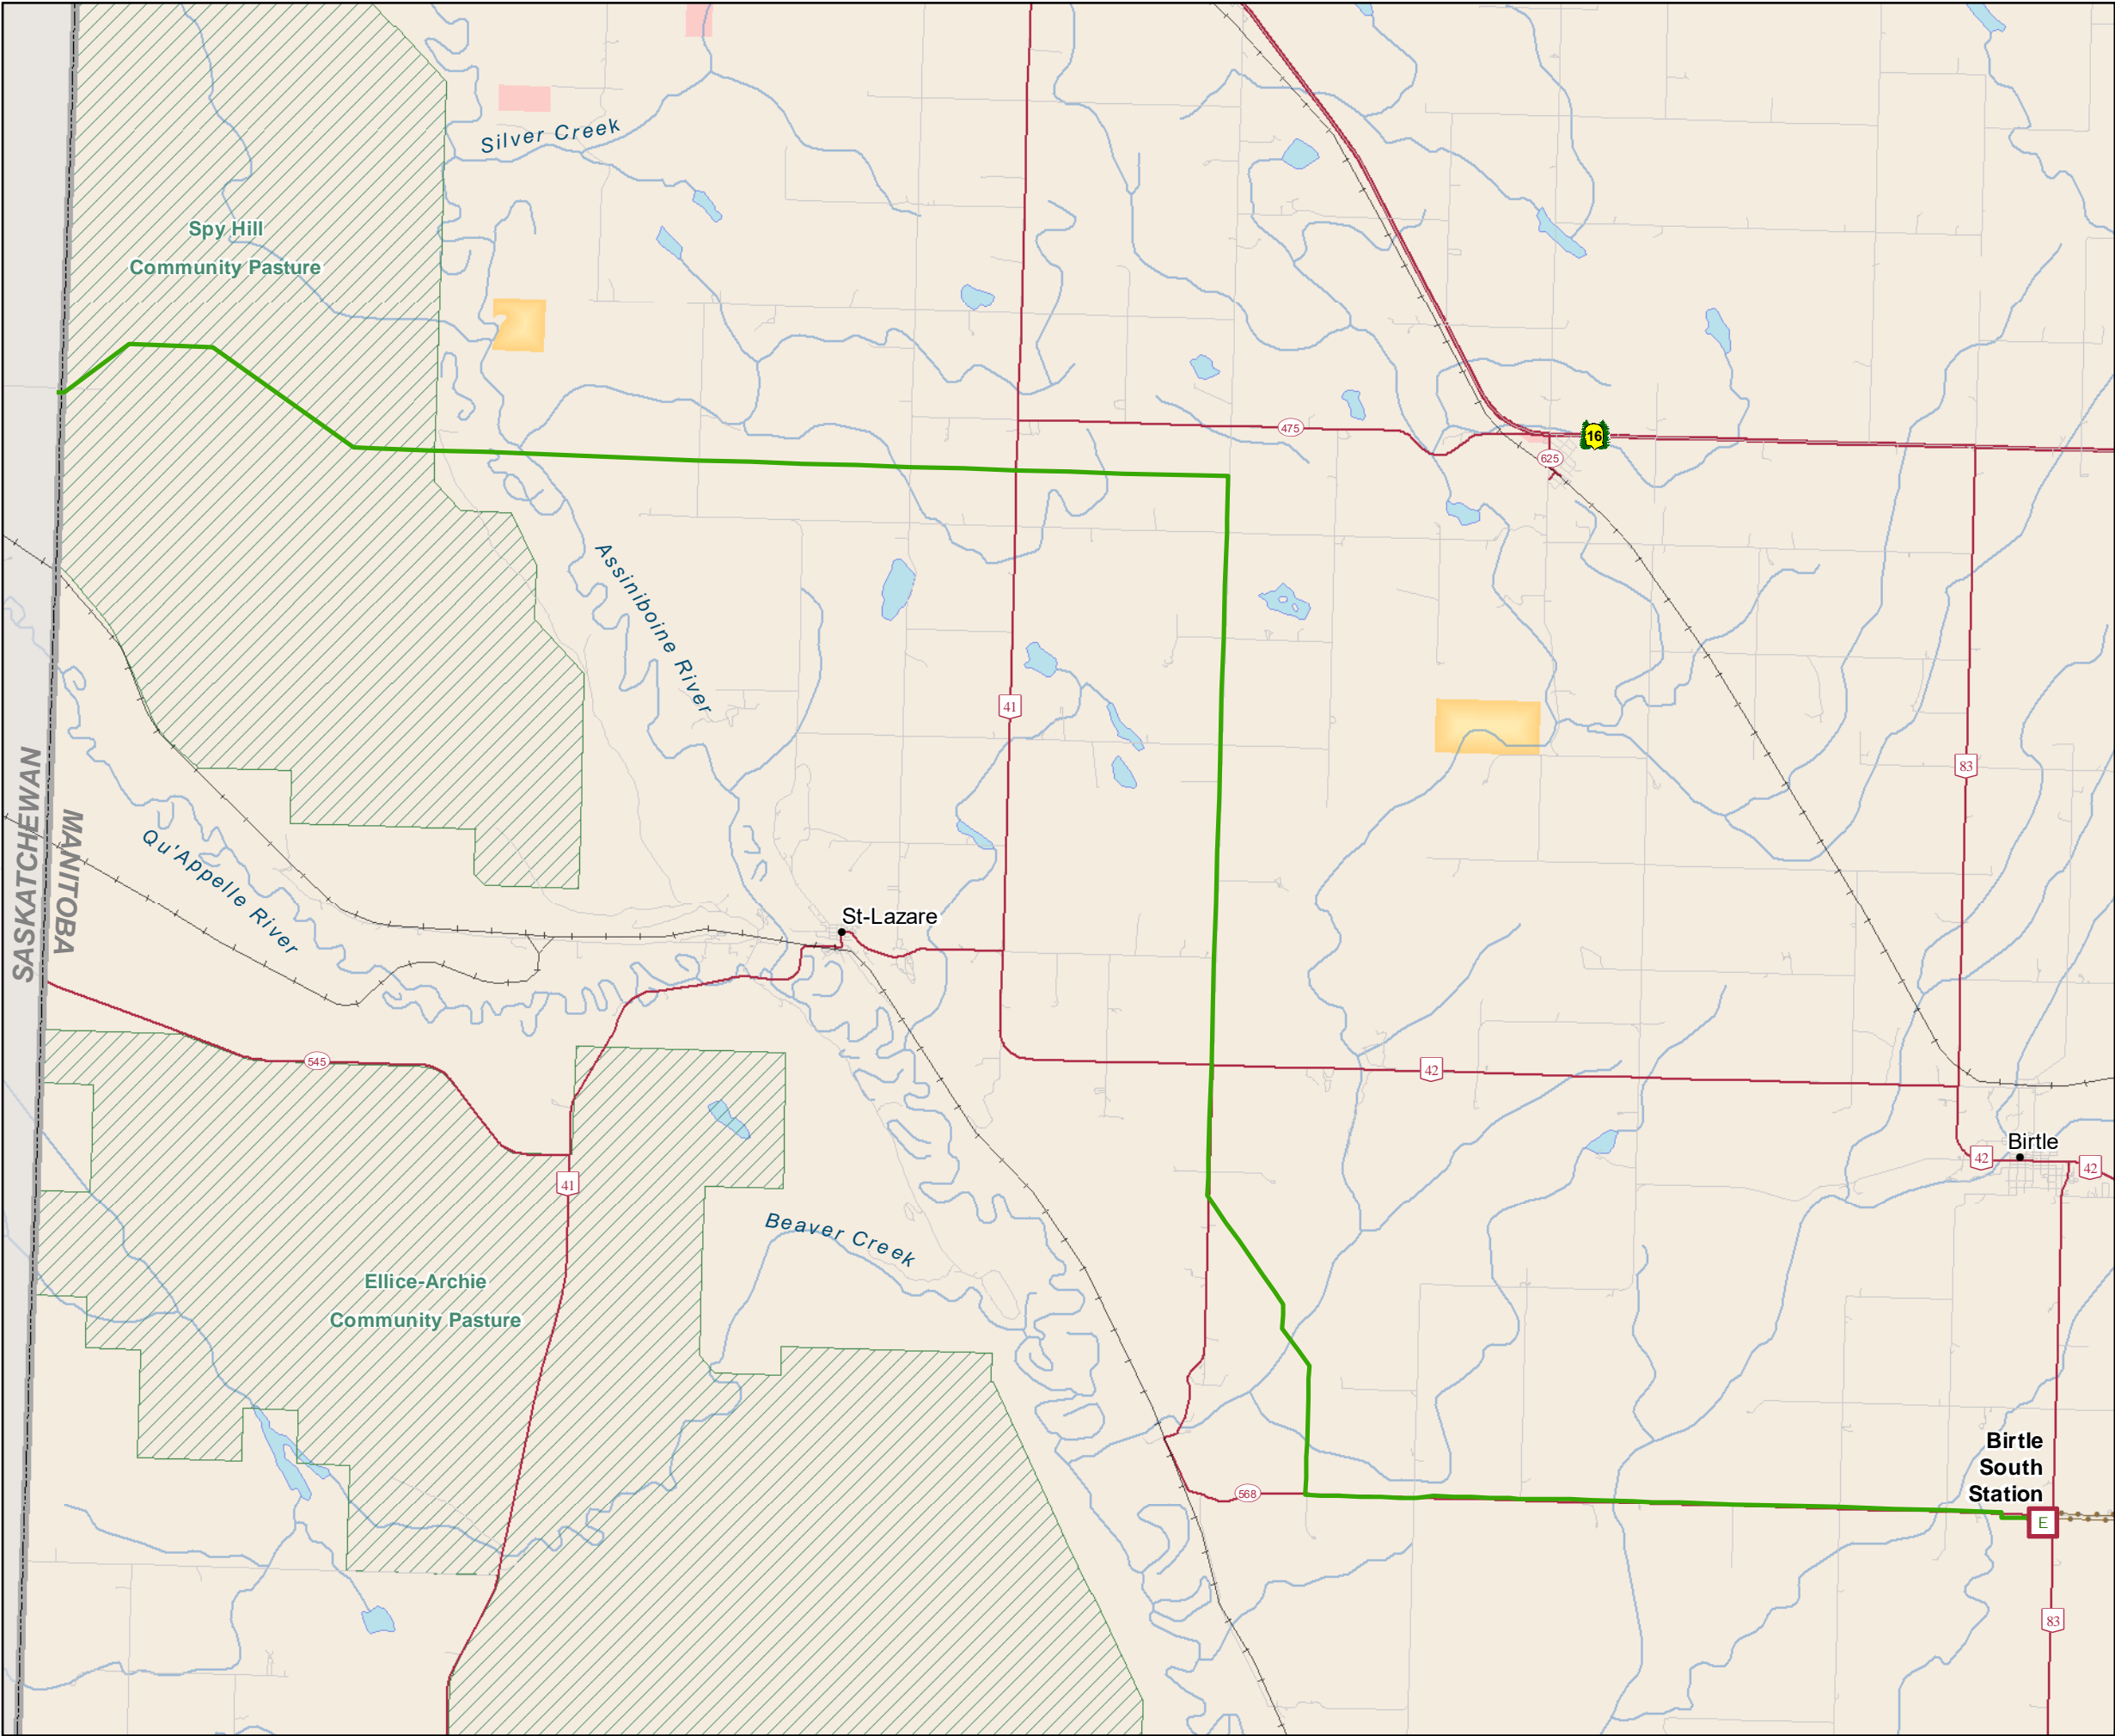 Silver Creek
Spy Hill
Community Pasture
475
16
625
Assiniboine River
41
83
SASKATCHEWAN
MANITOBA
Qu'Appelle River
St-Lazare
545
42
Birtle
42
42
41
Beaver Creek
Ellice-Archie
Community Pasture
Birtle
South
Station
568
E
83